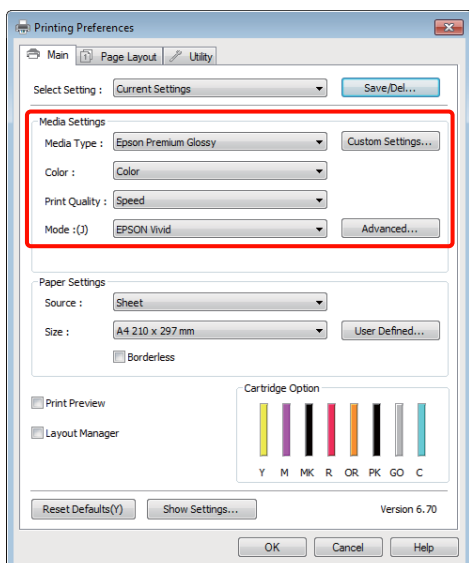 Printing Preferences
Main Page Layout Utility
Select Setting : Current Settings Save/Del...
Media Settings
Media Type : Epson Premium Glossy Custom Settings...
Color : Color
Print Quality : Speed
Mode :(J) EPSON Vivid Advanced...
Paper Settings
Source : Sheet
Size : A4 210 x 297 mm User Defined...
Borderless
Cartridge Option
Print Preview
Layout Manager
Y M MK R OR PK GO C
Reset Defaults(Y) Show Settings... Version 6.70
OK Cancel Help